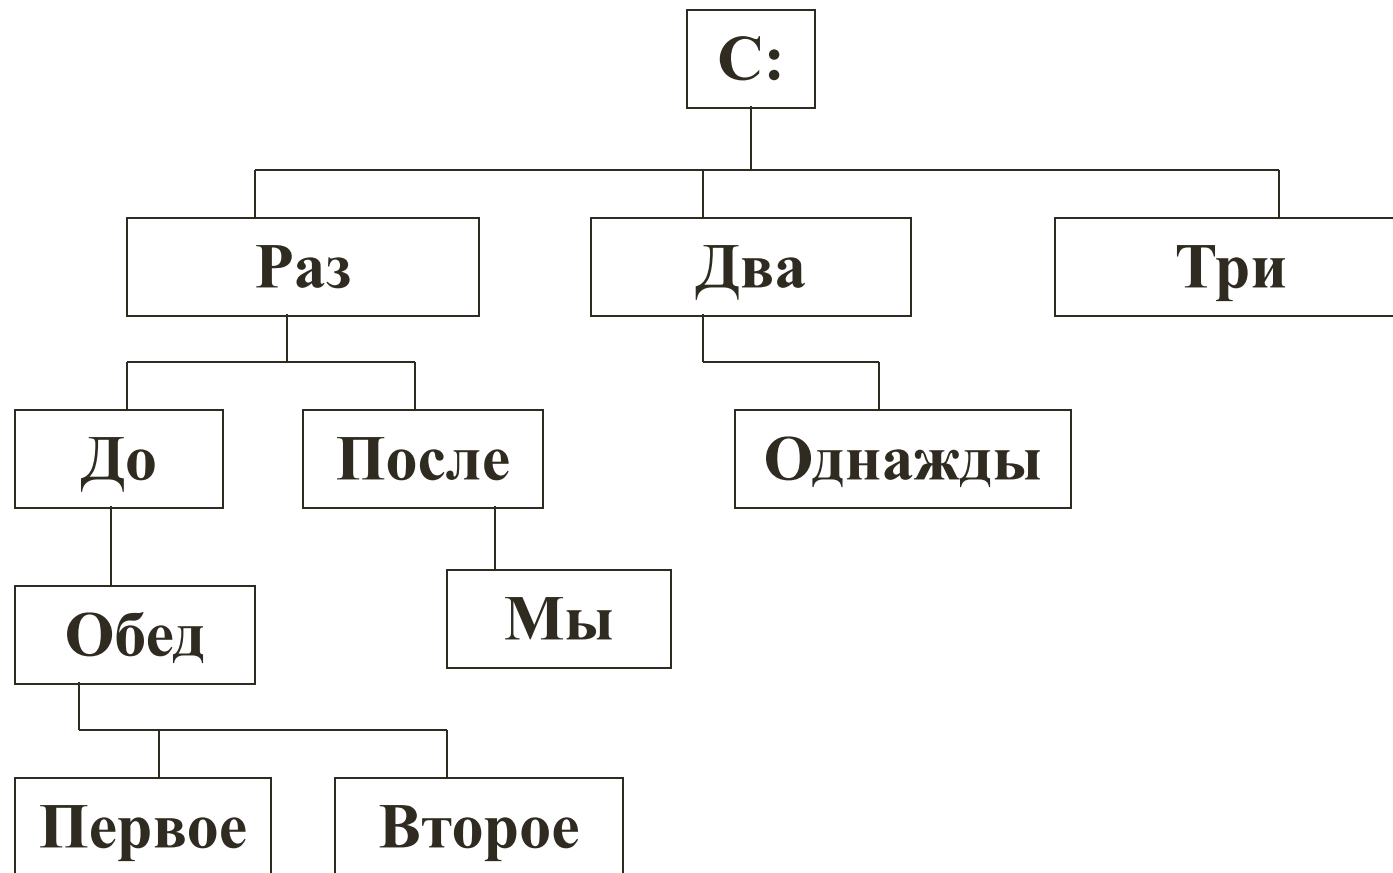 С:
Раз Два Три
До После Однажды
Обед Мы
Первое Второе